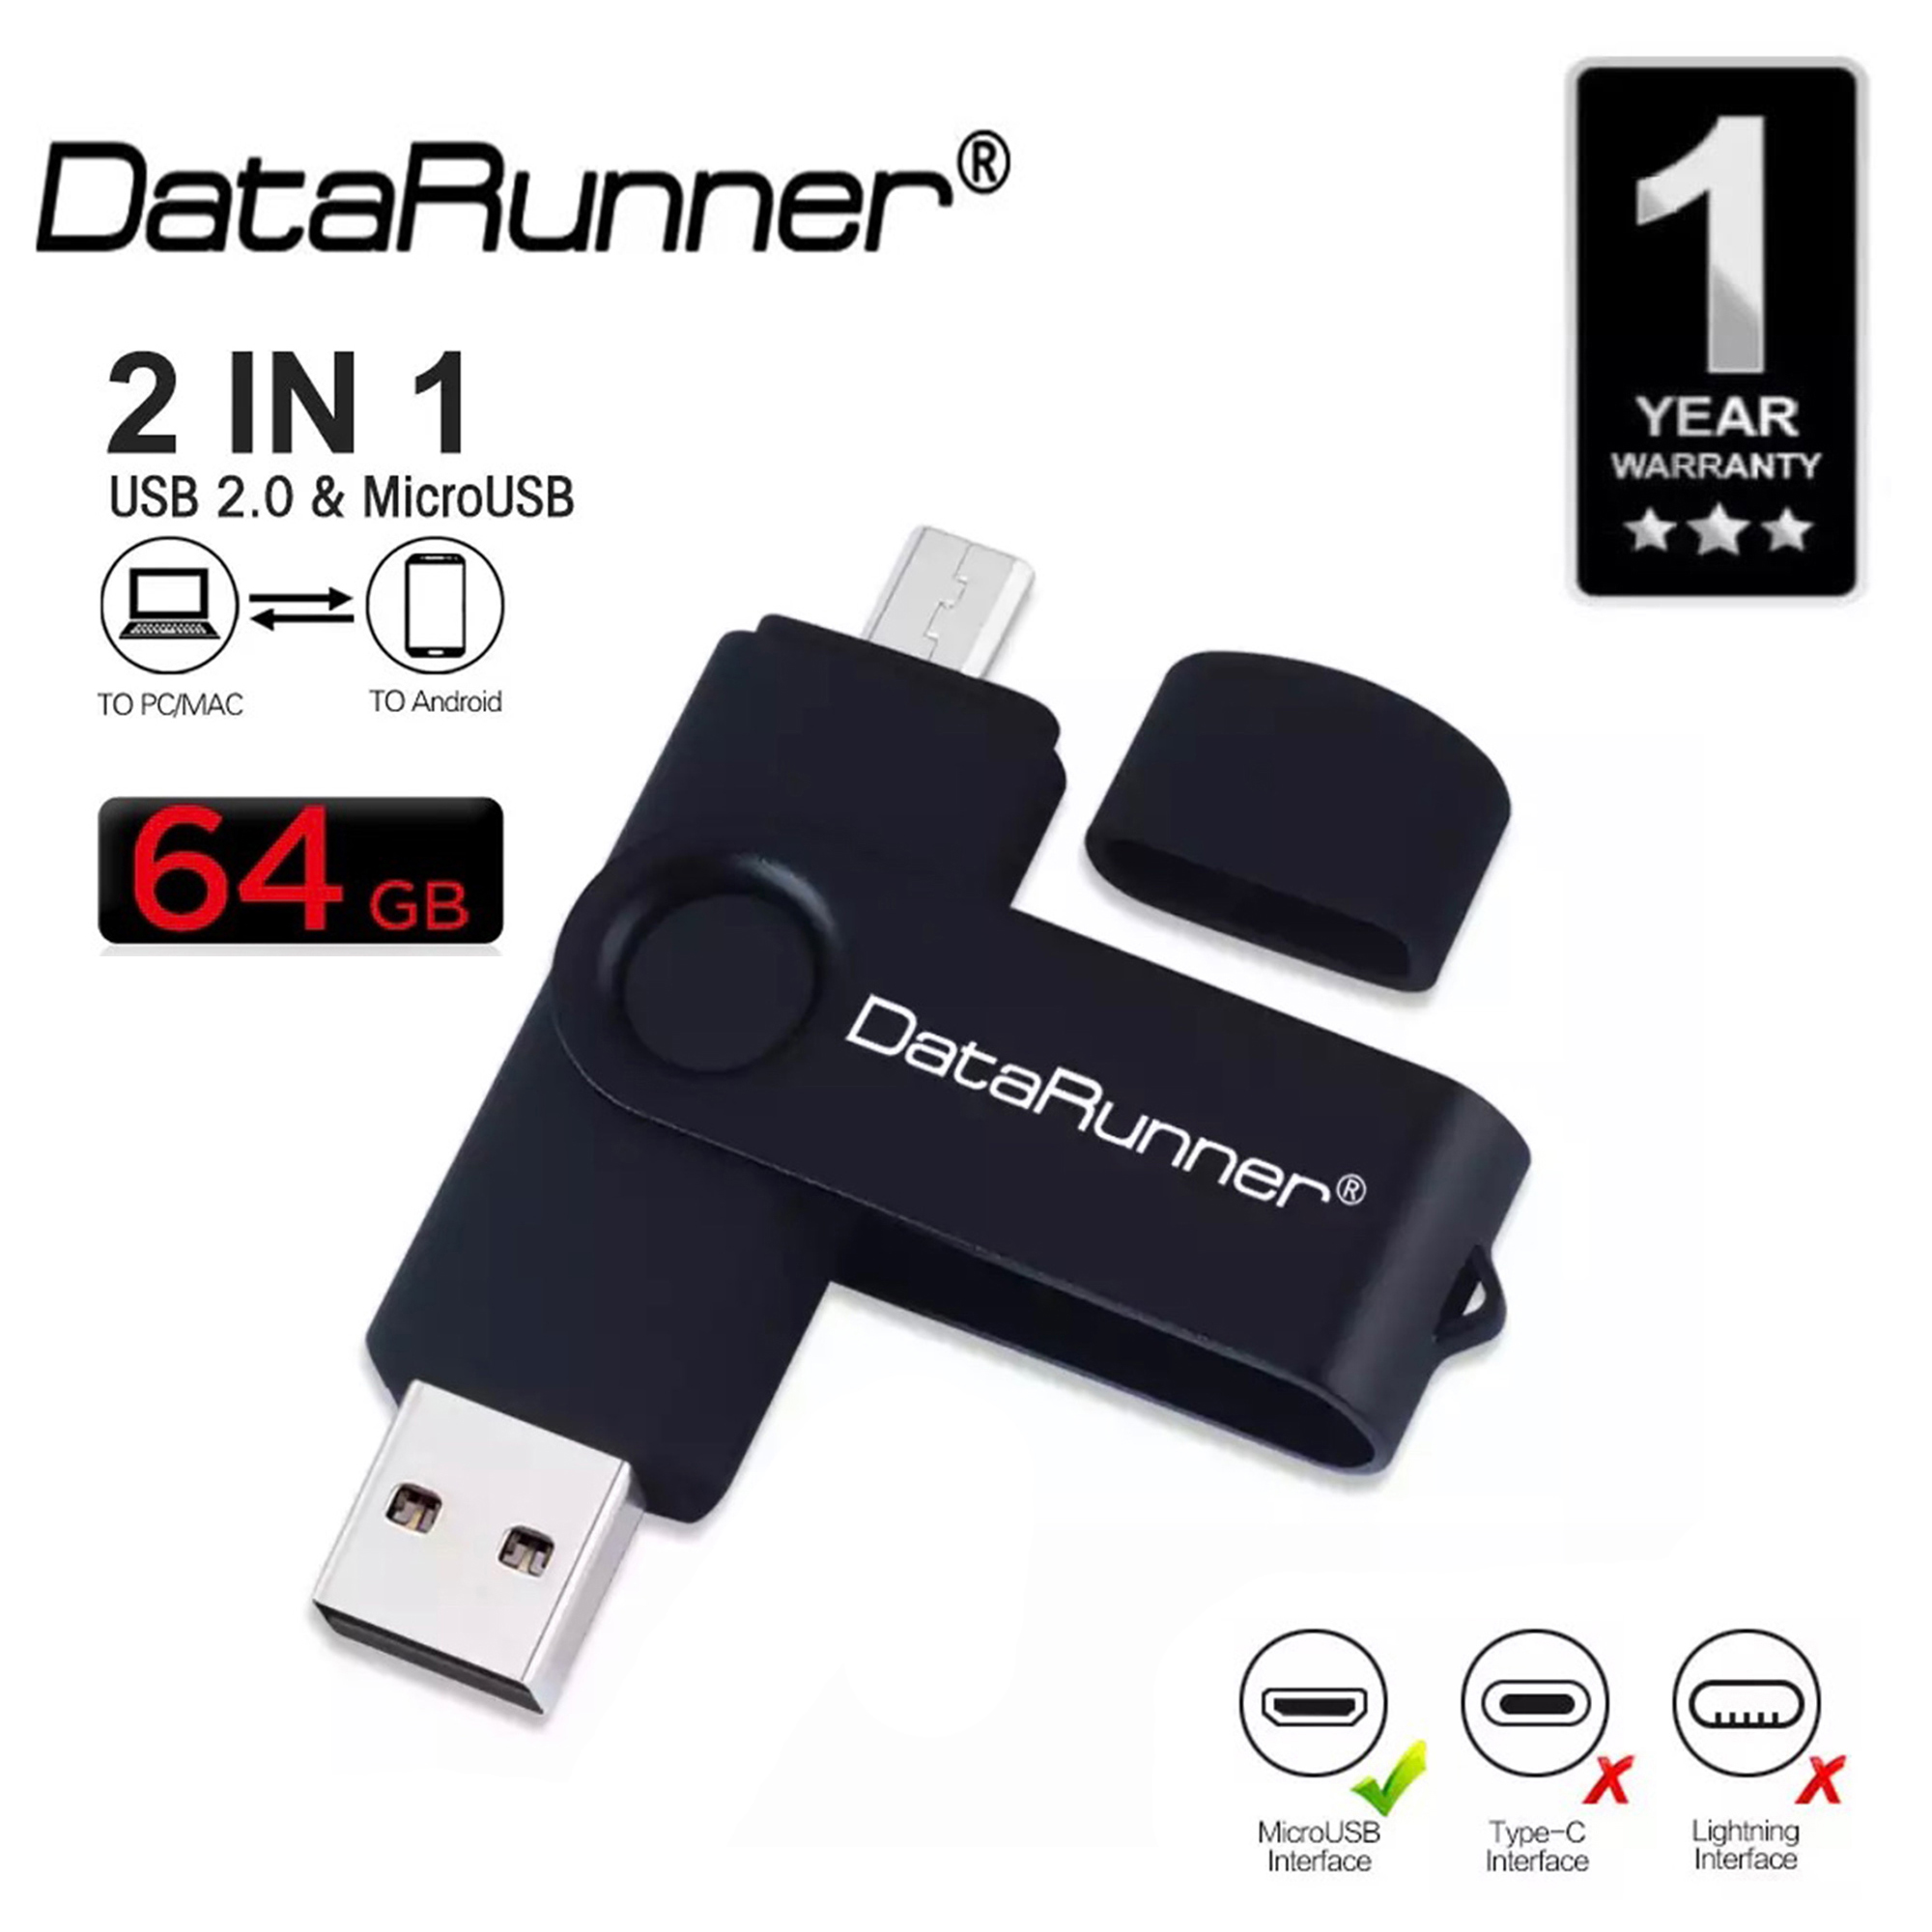 DataRunner®
1
YEAR
WARRANTY
2 IN 1
USB 2.0 & MicroUSB
TO PC/MAC
TO Android
64 GB
DataRunner®
MicroUSB
Interface
Type-C
Interface
Lightning
Interface